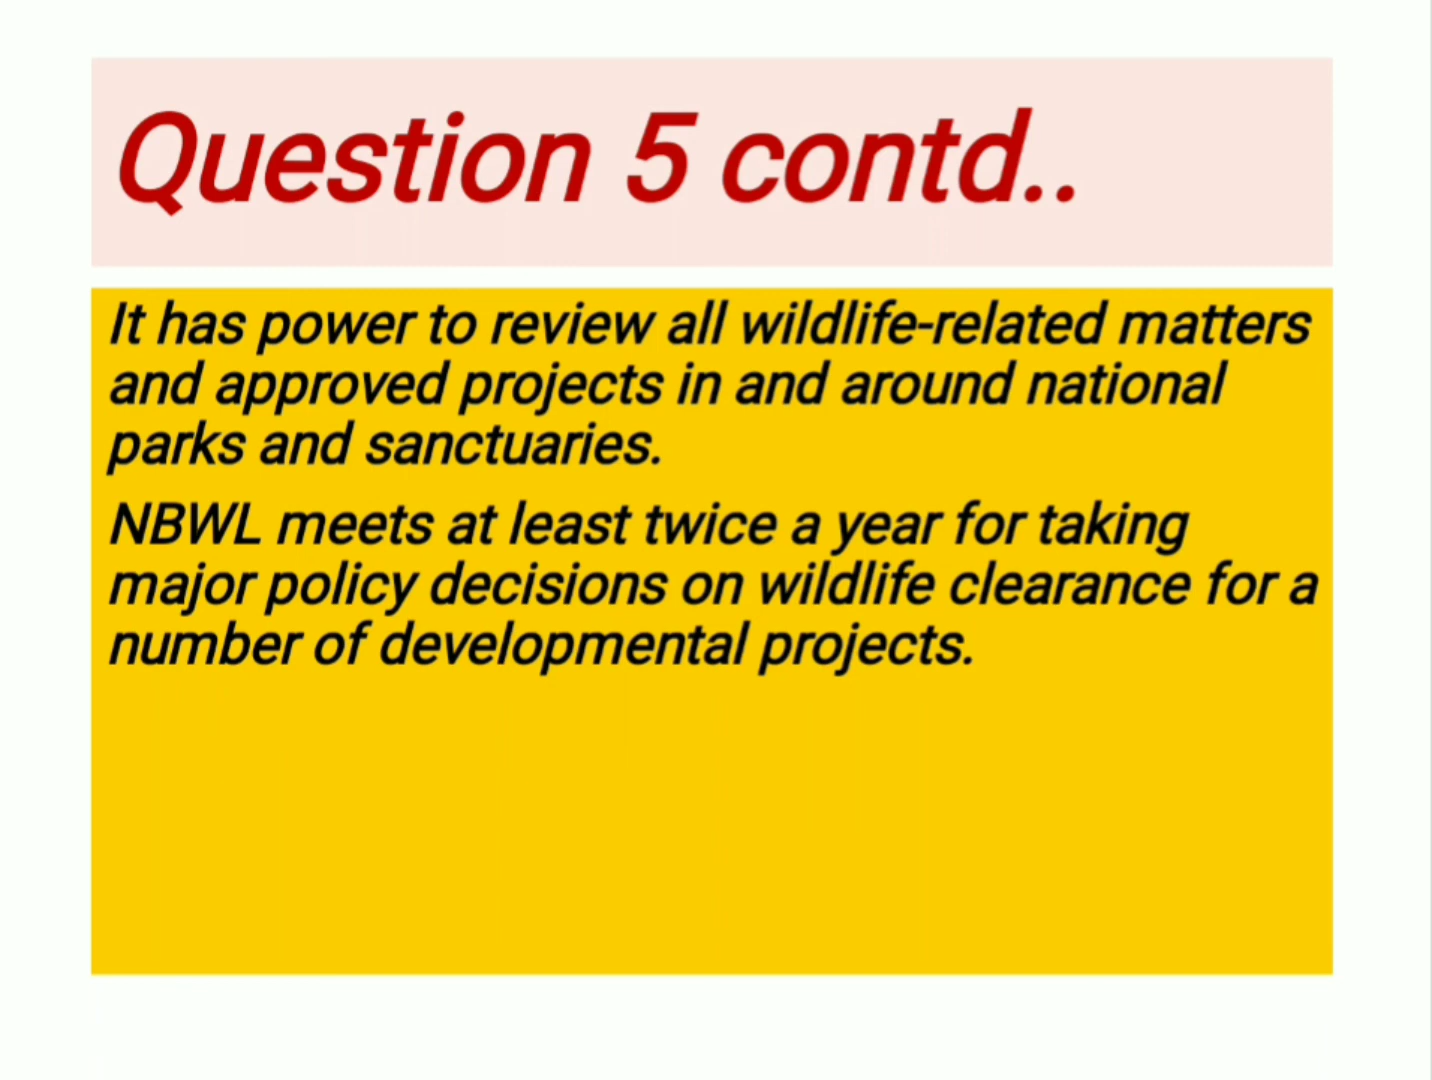 Question 5 contd..
It has power to review all wildlife-related matters
and approved projects in and around national
parks and sanctuaries.
NBWL meets at least twice a year for taking
major policy decisions on wildlife clearance for a
number of developmental projects.